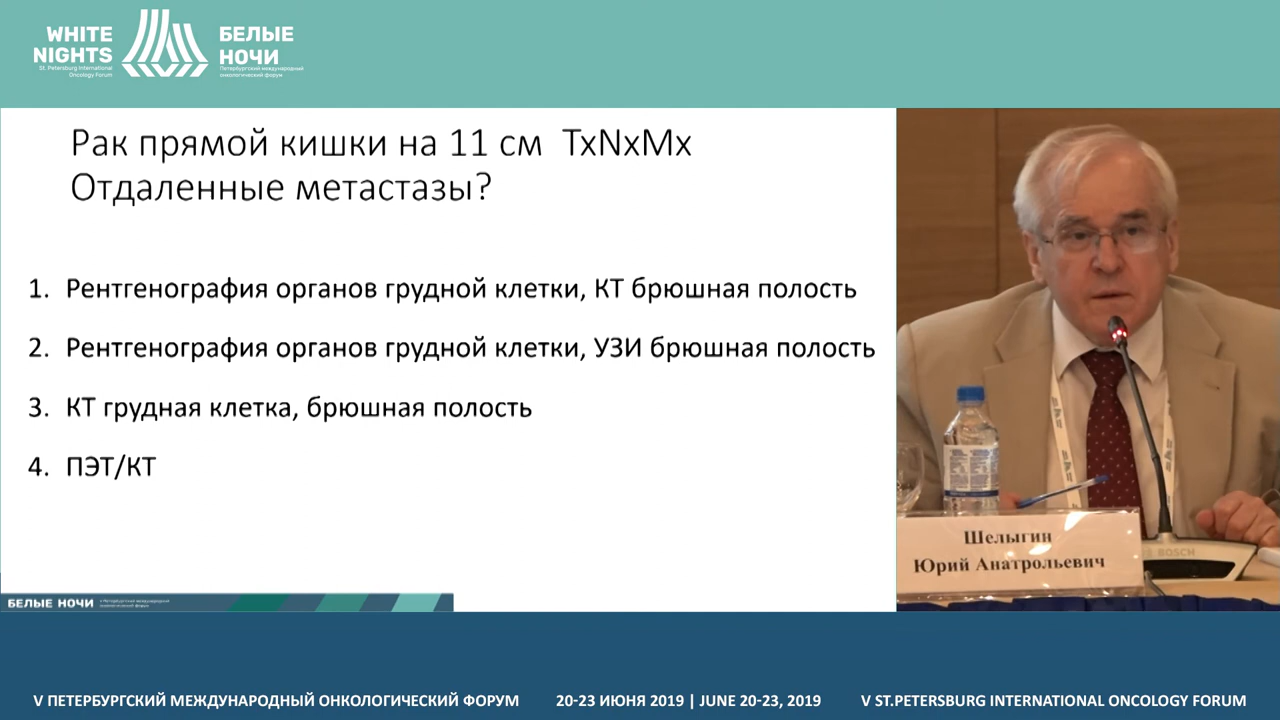 WHITE
NIGHTS
St. Petersburg International
Oncology Forum
БЕЛЫЕ
НОЧИ
Петербургский международный
онкологический форум
Рак прямой кишки на 11 см TxNxMx
Отдаленные метастазы?
1. Рентгенография органов грудной клетки, КТ брюшная полость
2. Рентгенография органов грудной клетки, УЗИ брюшная полость
3. КТ грудная клетка, брюшная полость
4. ПЭТ/КТ
БЕЛЫЕ НОЧИ
Шелыгин
Юрий Анатрольевич
BOSCH
V ПЕТЕРБУРГСКИЙ МЕЖДУНАРОДНЫЙ ОНКОЛОГИЧЕСКИЙ ФОРУМ
20-23 ИЮНЯ 2019 | JUNE 20-23, 2019
V ST.PETERSBURG INTERNATIONAL ONCOLOGY FORUM